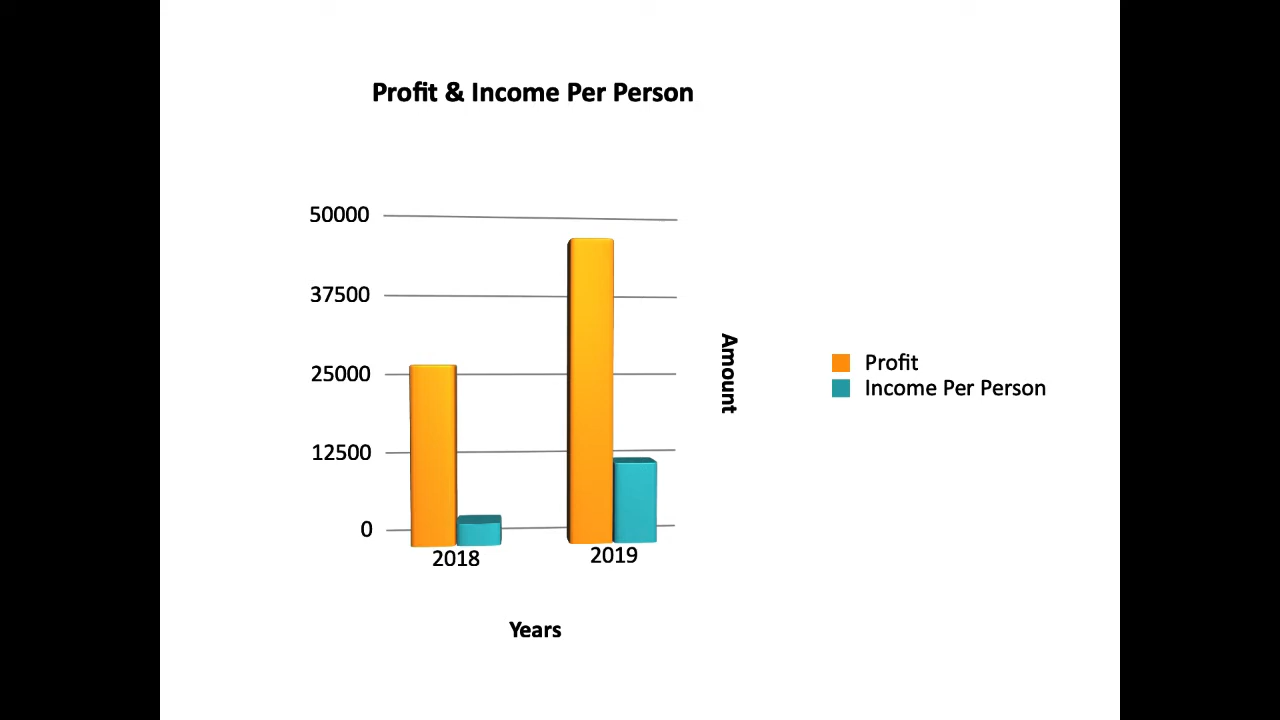 Profit & Income Per Person
50000
37500
25000
12500
0
2018
2019
Years
Amount
Profit
Income Per Person